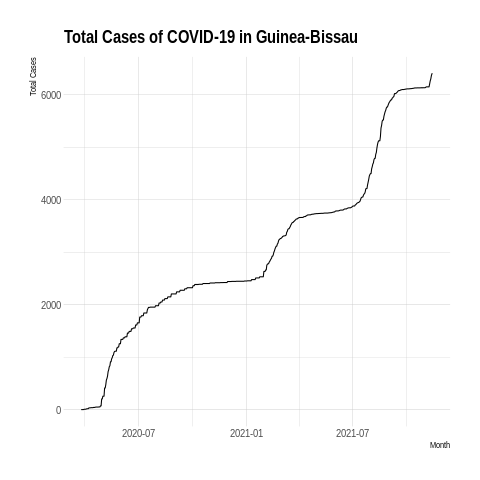 Total Cases of COVID-19 in Guinea-Bissau
Total Cases
6000
4000
2000
0
2020-07
2021-01
2021-07
Month